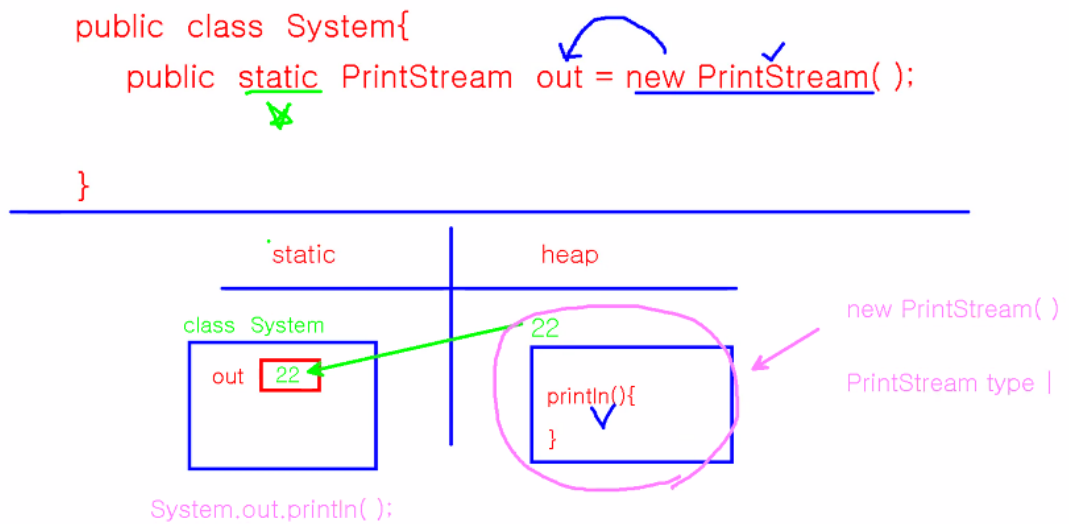 public class System{
public static PrintStream out = new PrintStream( );
}
static heap
class System 22 new PrintStream( )
out 22 PrintStream type |
println(){
}
System.out.println( );